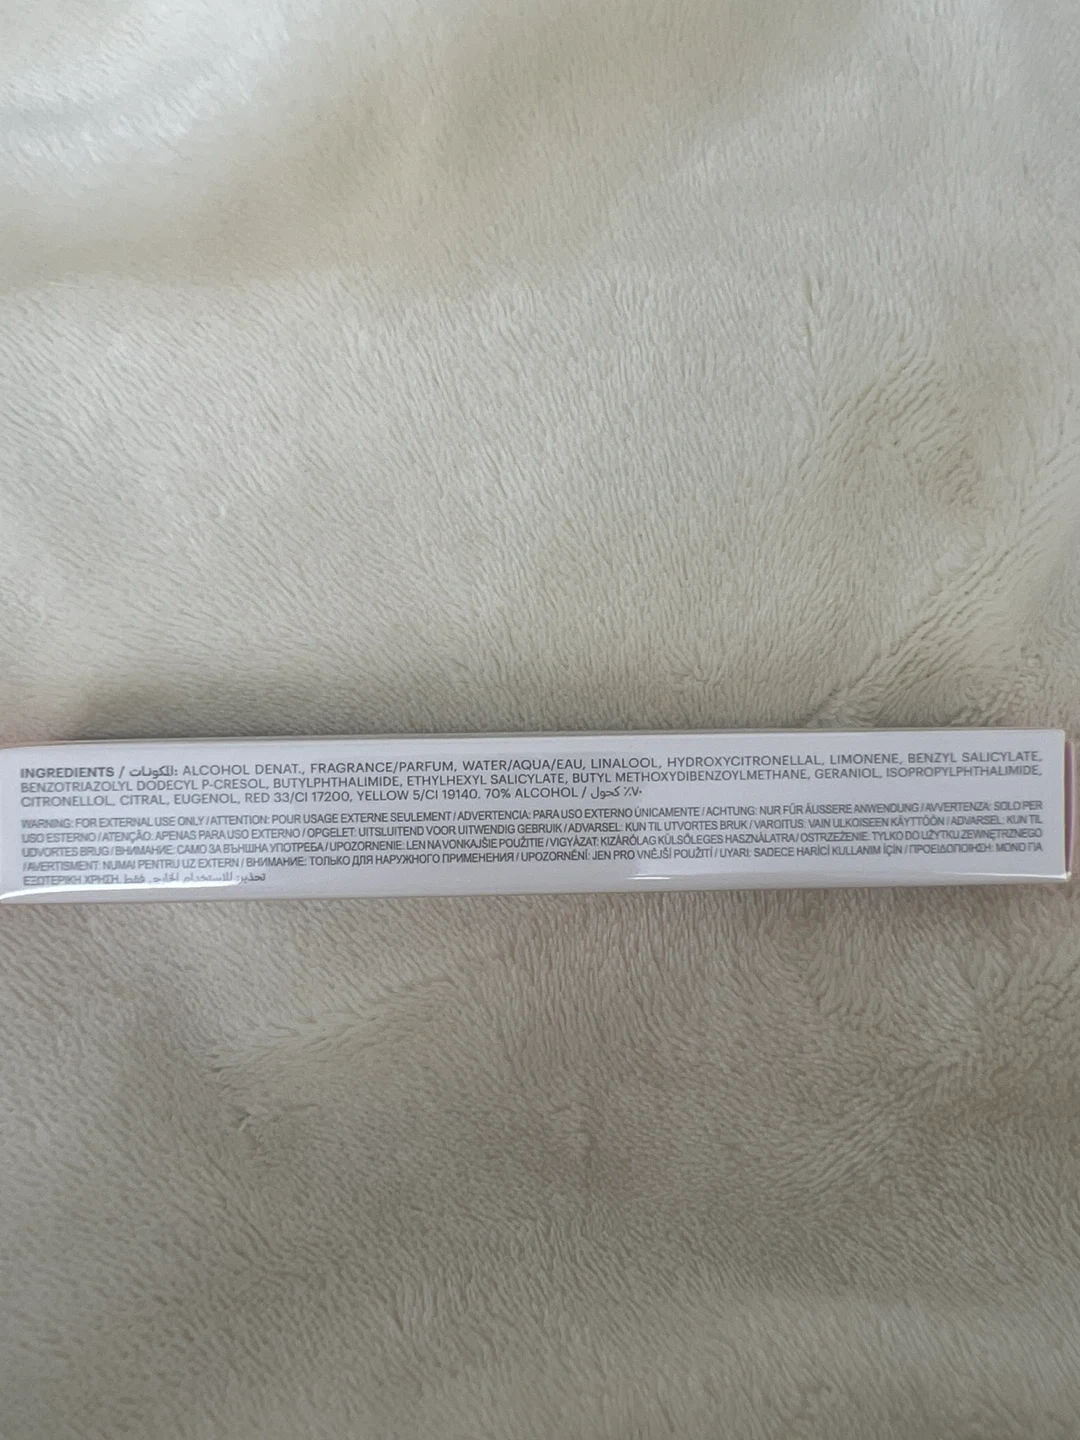 INGREDIENTS / المكونات: ALCOHOL DENAT., FRAGRANCE/PARFUM, WATER/AQUA/EAU, LINALOOL, HYDROXYCITRONELLAL, LIMONENE, BENZYL SALICYLATE,
BENZOTRIAZOLYL DODECYL P-CRESOL, BUTYLPHTHALIMIDE, ETHYLHEXYL SALICYLATE, BUTYL METHOXYDIBENZOYLMETHANE, GERANIOL, ISOPROPYLPHTHALIMIDE,
CITRONELLOL, CITRAL, EUGENOL, RED 33/CI 17200, YELLOW 5/CI 19140. 70% ALCOHOL / ٧٠٪ كحول
WARNING: FOR EXTERNAL USE ONLY / ATTENTION: POUR USAGE EXTERNE SEULEMENT / ADVERTENCIA: PARA USO EXTERNO ÚNICAMENTE / ACHTUNG: NUR FÜR ÄUSSERE ANWENDUNG / AVVERTENZA: SOLO PER
USO ESTERNO / ATENÇÃO: APENAS PARA USO EXTERNO / OPGELET: UITSLUITEND VOOR UITWENDIG GEBRUIK / ADVARSEL: KUN TIL UTVORTES BRUK / VAROITUS: VAIN ULKOISEEN KÄYTTÖÖN / ADVARSEL: KUN TIL
UDVORTES BRUG / ВНИМАНИЕ: САМО ЗА ВЪНШНА УПОТРЕБА / UPOZORNENIE: LEN NA VONKAJŠIE POUŽITIE / VIGYÁZAT: KIZÁRÓLAG KÜLSŐLEGES HASZNÁLATRA / OSTRZEŻENIE: TYLKO DO UŻYTKU ZEWNĘTRZNEGO
/ AVERTISMENT: NUMAI PENTRU UZ EXTERN / ВНИМАНИЕ: ТОЛЬКО ДЛЯ НАРУЖНОГО ПРИМЕНЕНИЯ / UPOZORNĚNÍ: JEN PRO VNĚJŠÍ POUŽITÍ / UYARI: SADECE HARİCİ KULLANIM İÇİN / ΠΡΟΕΙΔΟΠΟΙΗΣΗ: ΜΟΝΟ ΓΙΑ
ΕΞΩΤΕΡΙΚΗ ΧΡΗΣΗ تحذير: للاستخدام الخارجي فقط